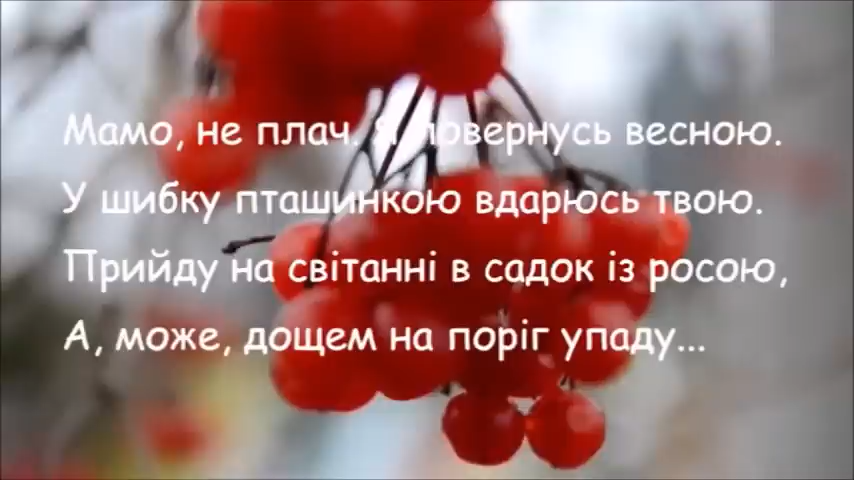 Мамо, не плач. Я повернусь весною.
У шибку пташинкою вдарюсь твою.
Прийду на світанні в садок із росою,
А, може, дощем на поріг упаду...